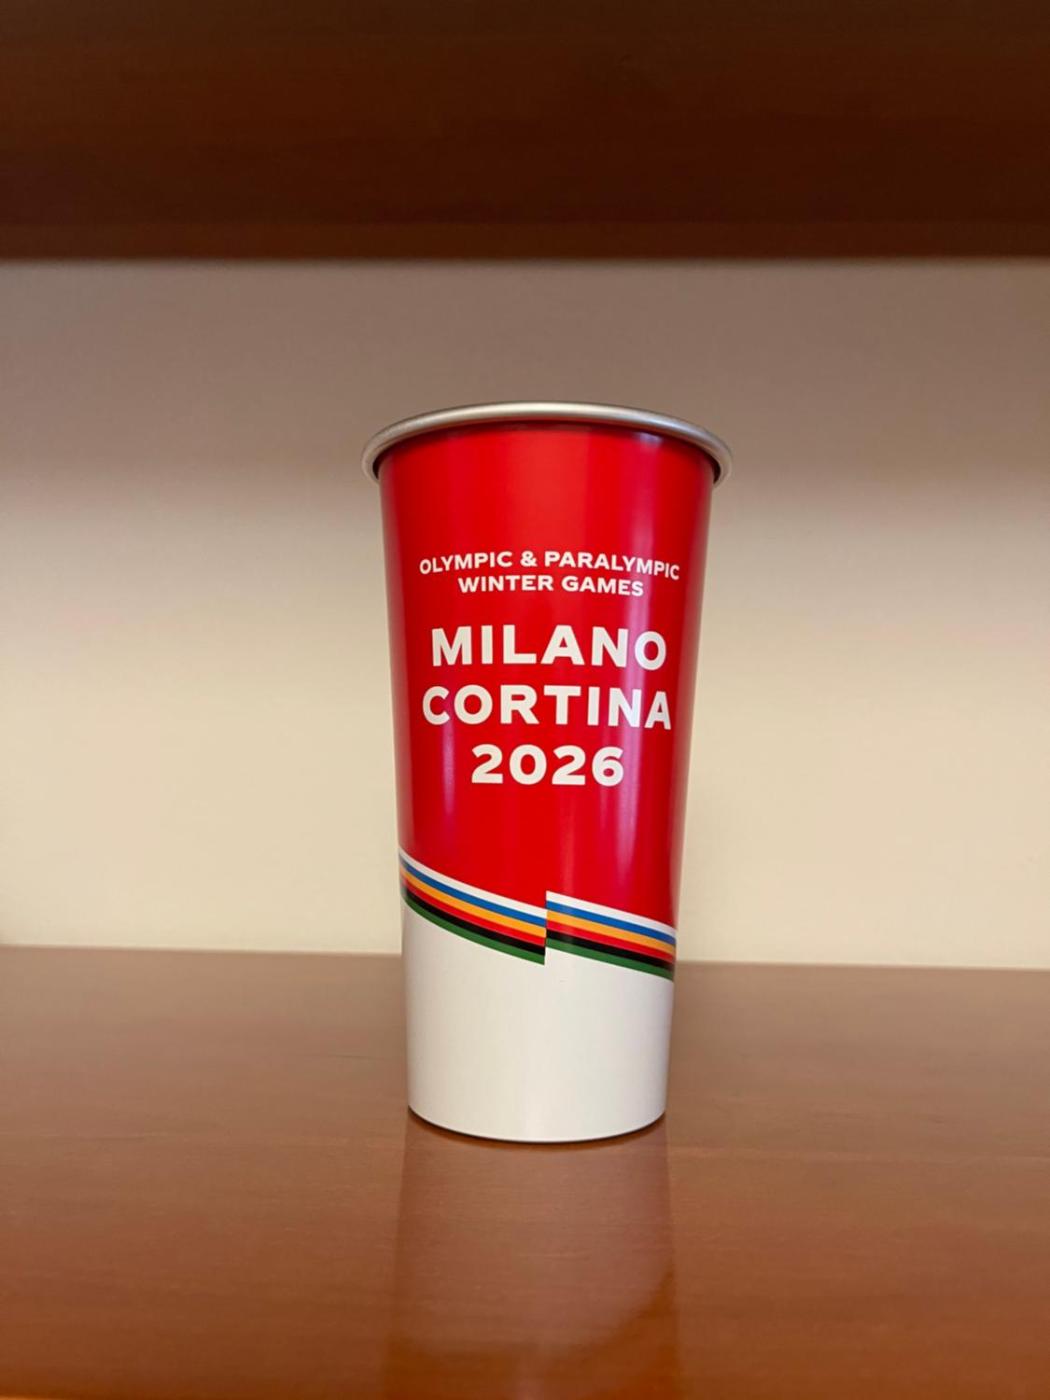 OLYMPIC & PARALYMPIC
WINTER GAMES
MILANO
CORTINA
2026